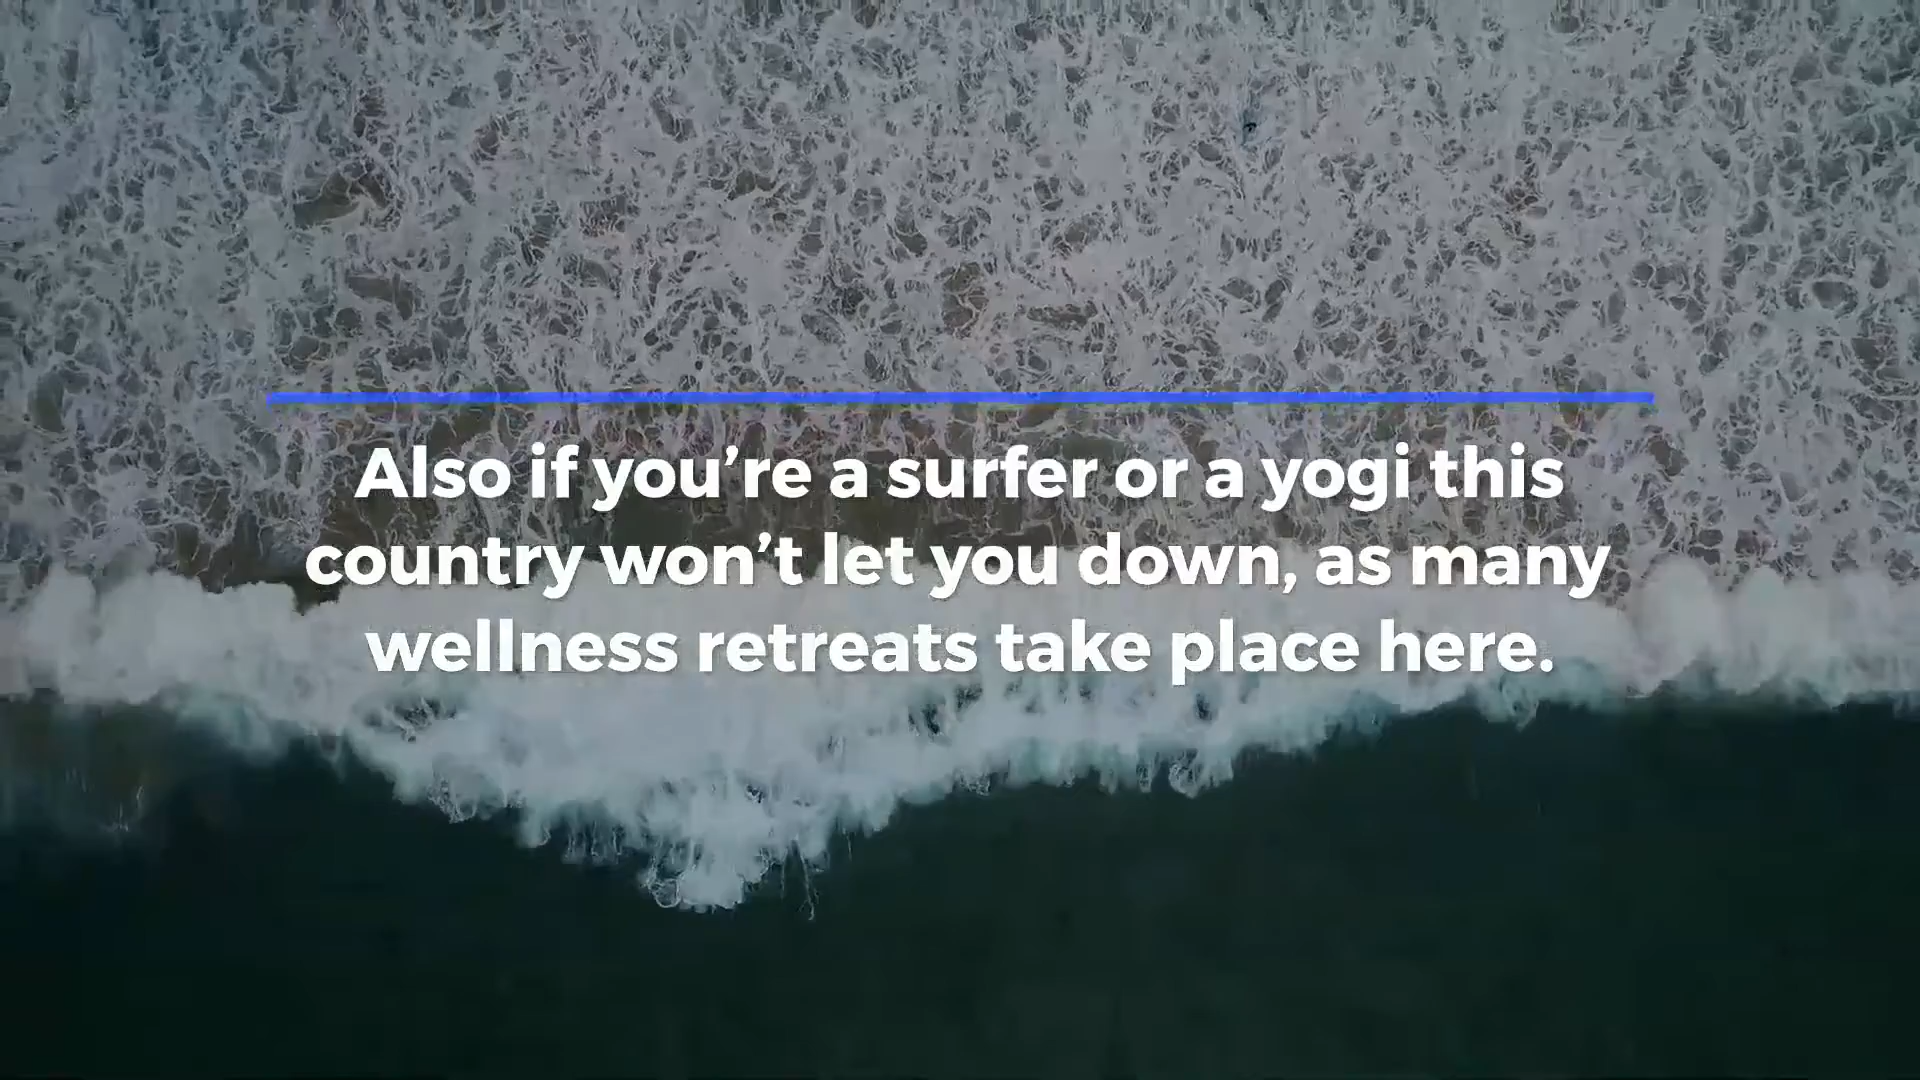 Also if you’re a surfer or a yogi this
country won’t let you down, as many
wellness retreats take place here.